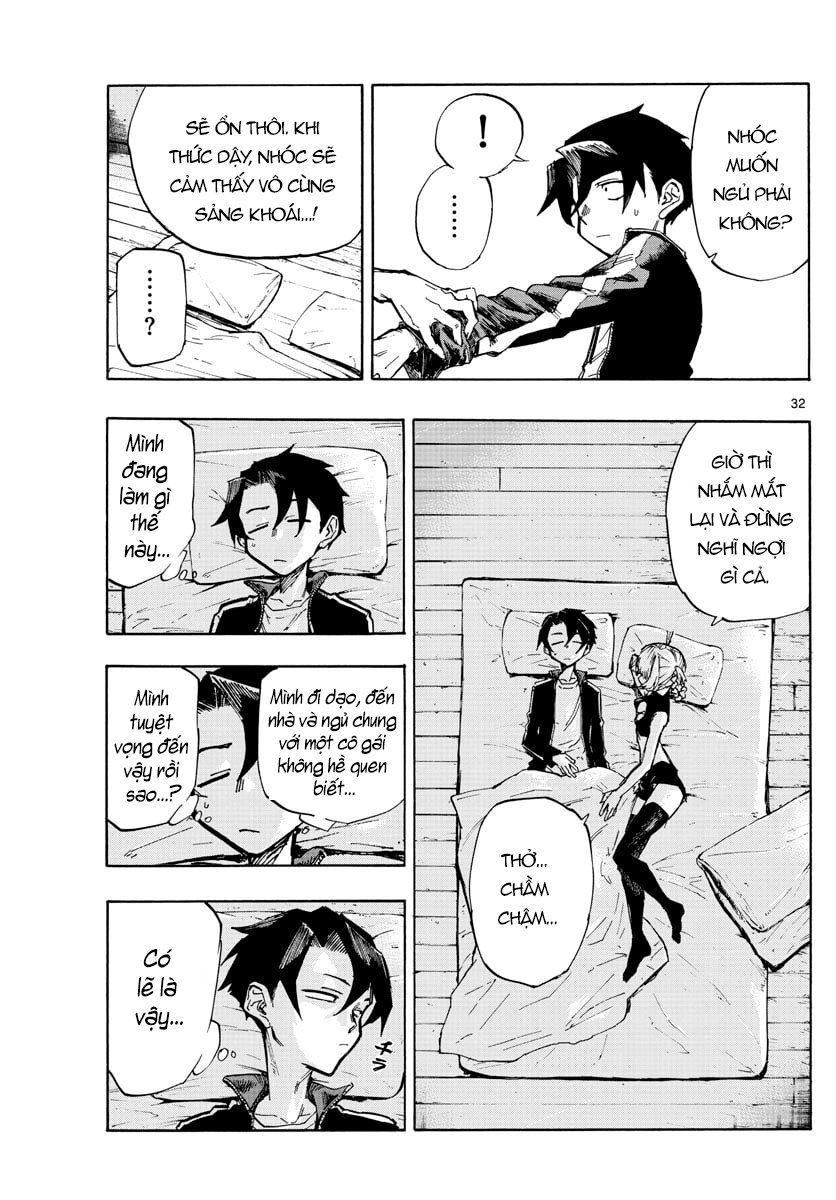 NHÓC
MUỐN
NGỦ PHẢI
KHÔNG?
!
......
SẼ ỔN THÔI. KHI
THỨC DẬY, NHÓC SẼ
CẢM THẤY VÔ CÙNG
SẢNG KHOÁI...!
......?
32
GIỜ THÌ
NHẮM MẮT
LẠI VÀ ĐỪNG
NGHĨ NGỢI
GÌ CẢ.
THỞ...
CHẦM
CHẬM...
Mình
đang
làm gì
thế
này...
Mình đi dạo, đến
nhà và ngủ chung
với một cô gái
không hề quen
biết...
Mình
tuyệt
vọng đến
vậy rồi
sao...?
Có
lẽ là
vậy...
チラ